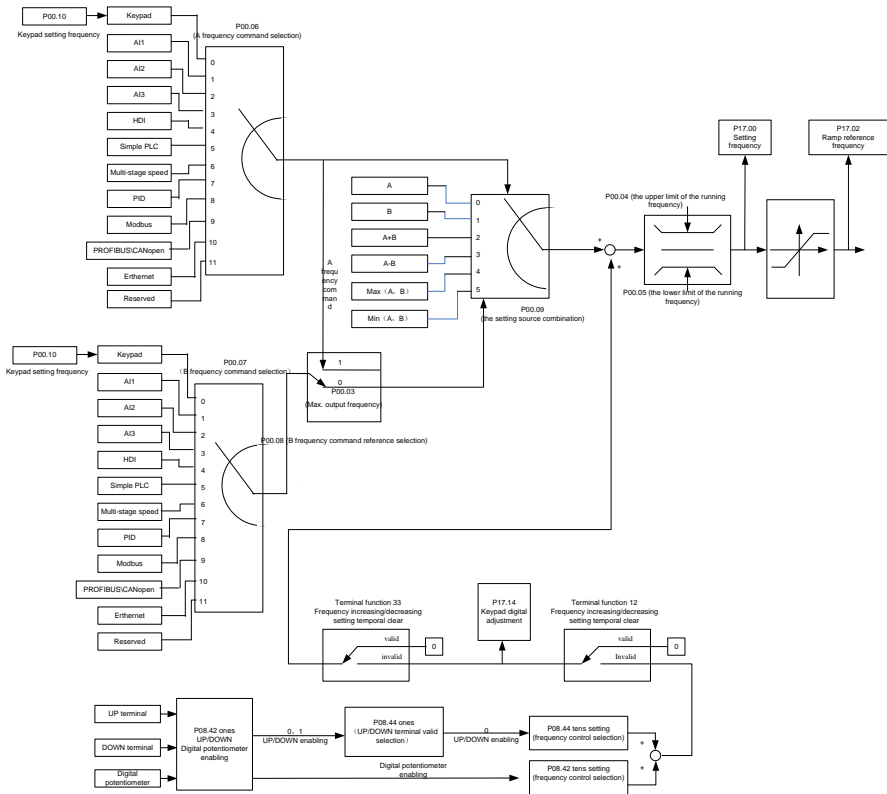 P00.10
Keypad
Keypad setting frequency
P00.06
(A frequency command selection)
AI1
AI2
AI3
HDI
Simple PLC
Multi-stage speed
PID
Modbus
PROFIBUS\CANopen
Erthernet
Reserved
0
1
2
3
4
5
6
7
8
9
10
11
A frequ
ency
com
man
d
A
B
A+B
A-B
Max（A，B）
Min（A，B）
0
1
2
3
4
5
P00.09
(the setting source combination)
+
+
P00.04 (the upper limit of the running
frequency)
P00.05 (the lower limit of the running
frequency)
P17.00
Setting
frequency
P17.02
Ramp reference
frequency
P00.10
Keypad
Keypad setting frequency
P00.07
（B frequency command selection)
AI1
AI2
AI3
HDI
Simple PLC
Multi-stage speed
PID
Modbus
PROFIBUS\CANopen
Erthernet
Reserved
0
1
2
3
4
5
6
7
8
9
10
11
1
0
P00.03
(Max. output frequency)
P00.08 (B frequency command reference selection)
Terminal function 33
Frequency increasing/decreasing
setting temporal clear
valid
invalid
0
P17.14
Keypad digital
adjustment
Terminal function 12
Frequency increasing/decreasing
setting temporal clear
valid
Invalid
0
UP terminal
DOWN terminal
Digital
potentiometer
P08.42 ones
UP/DOWN
Digital potentiometer
enabling
0，1
UP/DOWN enabling
P08.44 ones
（UP/DOWN terminal valid
selection）
0
UP/DOWN enabling
P08.44 tens setting
(frequency control selection)
Digital potentiometer
enabling
P08.42 tens setting
(frequency control selection)
+
+